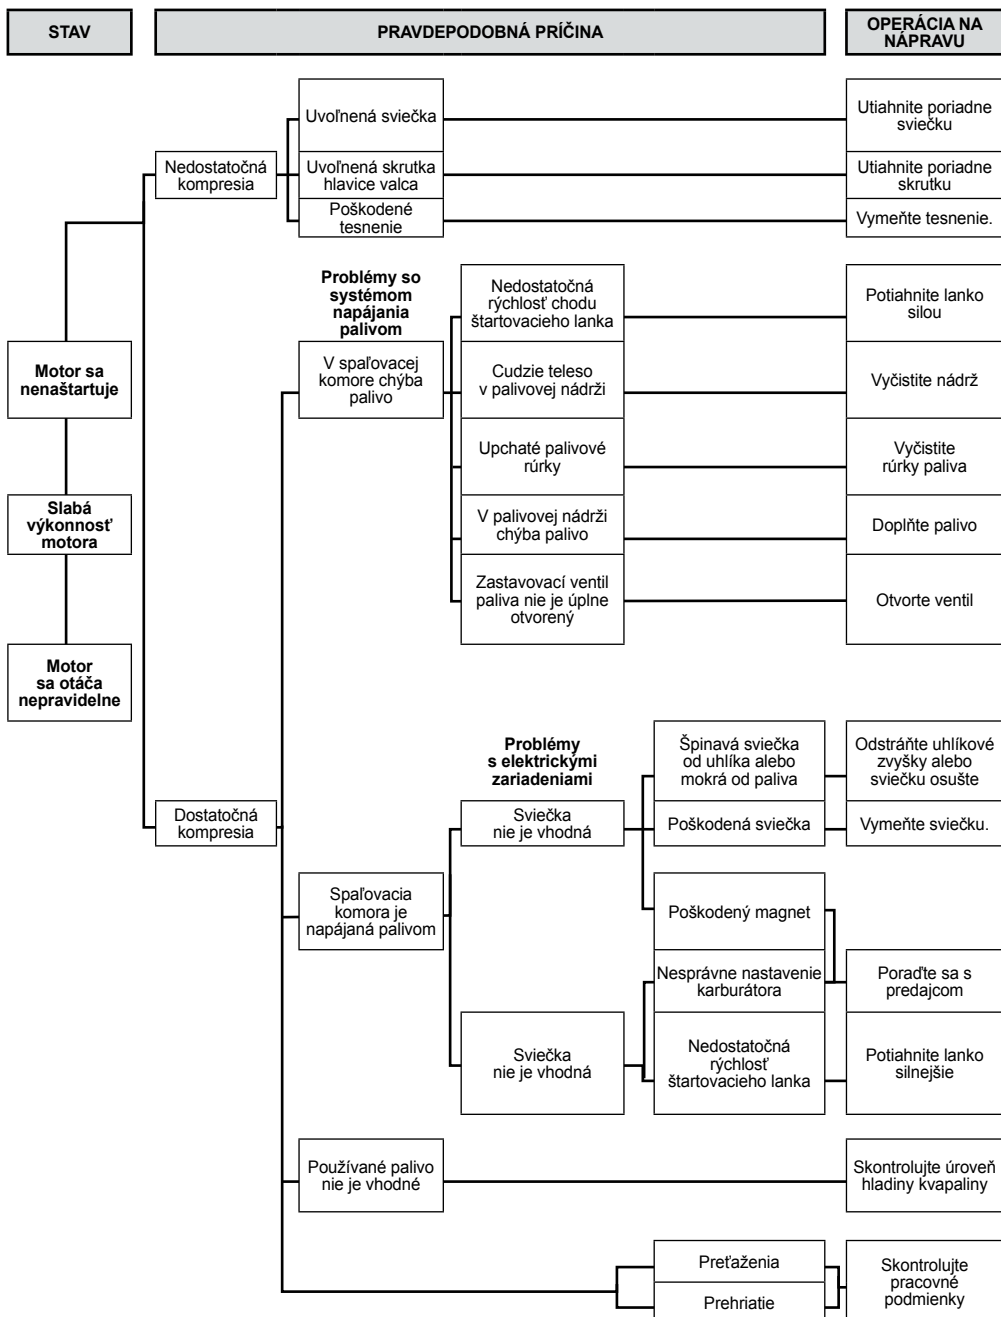 STAV
PRAVDEPODOBNÁ PRÍČINA
OPERÁCIA NA
NÁPRAVU
Uvoľnená sviečka
Utiahnite poriadne
sviečku
Nedostatočná
kompresia
Uvoľnená skrutka
hlavice valca
Utiahnite poriadne
skrutku
Poškodené
tesnenie
Vymeňte tesnenie.
Problémy so
systémom
napájania
palivom
Nedostatočná
rýchlosť chodu
štartovacieho lanka
Potiahnite lanko
silou
Motor sa
nenaštartuje
V spaľovacej
komore chýba
palivo
Cudzie teleso
v palivovej nádrži
Vyčistite nádrž
Upchaté palivové
rúrky
Vyčistite
rúrky paliva
Slabá
výkonnosť
motora
V palivovej nádrži
chýba palivo
Doplňte palivo
Zastavovací ventil
paliva nie je úplne
otvorený
Otvorte ventil
Motor
sa otáča
nepravidelne
Problémy
s elektrickými
zariadeniami
Špinavá sviečka
od uhlíka alebo
mokrá od paliva
Odstráňte uhlíkové
zvyšky alebo
sviečku osušte
Dostatočná
kompresia
Sviečka
nie je vhodná
Poškodená sviečka
Vymeňte sviečku.
Spaľovacia
komora je
napájaná palivom
Poškodený magnet
Nesprávne nastavenie
karburátora
Poraďte sa s
predajcom
Sviečka
nie je vhodná
Nedostatočná
rýchlosť
štartovacieho lanka
Potiahnite lanko
silnejšie
Používané palivo
nie je vhodné
Skontrolujte úroveň
hladiny kvapaliny
Preťaženia
Prehriatie
Skontrolujte
pracovné
podmienky